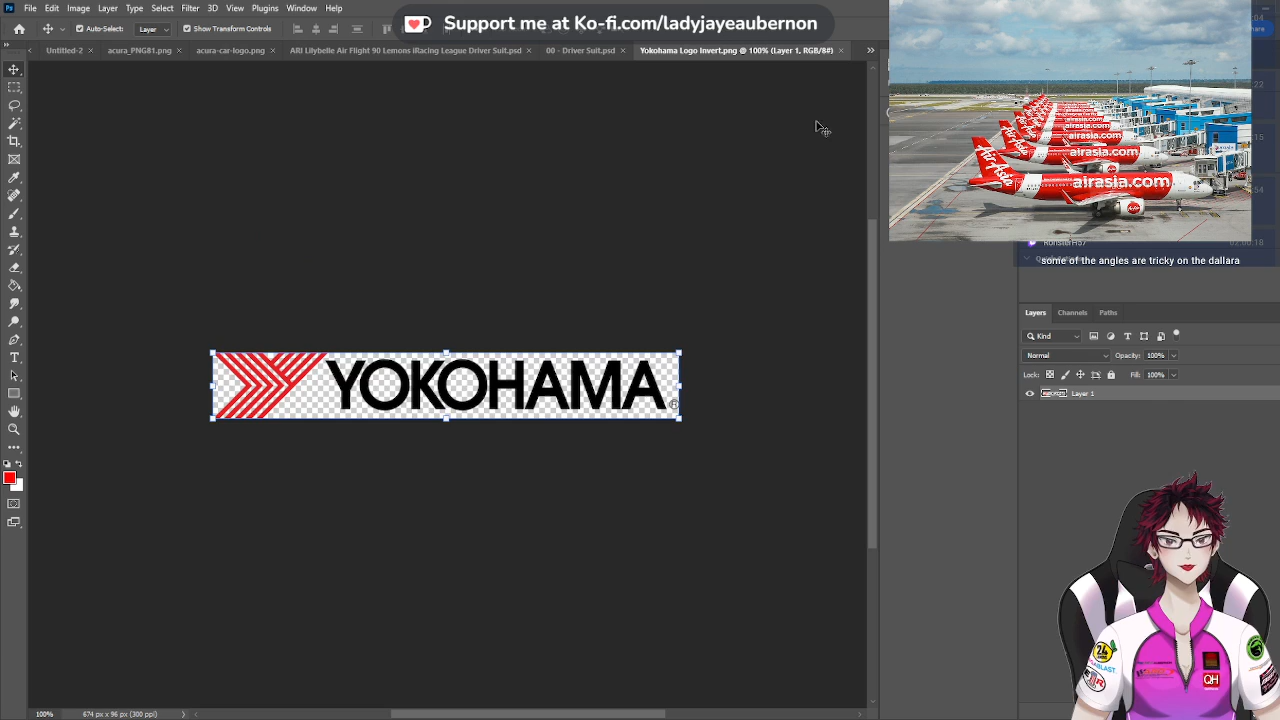 Ps File Edit Image Layer Type Select Filter 3D View Plugins Window Help
Support me at Ko-fi.com/ladyjayeaubernon
Auto-Select: Layer Show Transform Controls
Untitled-2 × acura_PNG81.png × acura-car-logo.png × ARI Lilybelle Air Flight 90 Lemons iRacing League Driver Suit.psd × 00 - Driver Suit.psd × Yokohama Logo Invert.png @ 100% (Layer 1, RGB/8#) ×
airasia.com
airasia.com
airasia.com
AirAsia
some of the angles are tricky on the dallara
Layers Channels Paths
Kind
Normal Opacity: 100%
Lock: Fill: 100%
Layer 1
YOKOHAMA ®
24
QH
100% 674 px x 96 px (300 ppi)